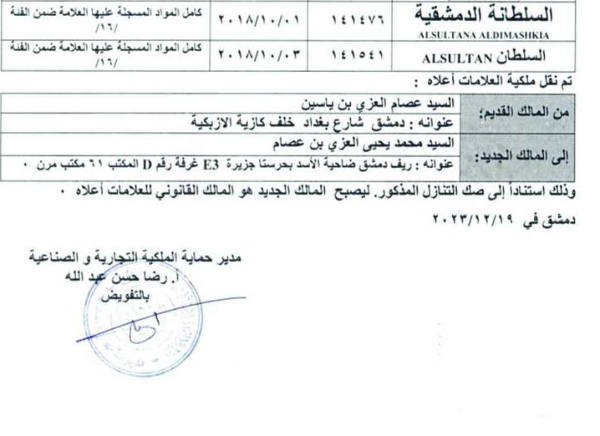 السلطانة الدمشقية ١٤١٤٧٦ ٢٠١٨/١٠/٠١ كامل المواد المسجلة عليها العلامة ضمن الفئة
ALSULTANA ALDIMASHKIA /١٦/
السلطان ALSULTAN ١٤١٥٤١ ٢٠١٨/١٠/٠٣ كامل المواد المسجلة عليها العلامة ضمن الفئة
/١٦/
تم نقل ملكية العلامات أعلاه :
من المالك القديم: السيد عصام العزي بن ياسين
عنوانه : دمشق شارع بغداد خلف كازية الازبكية
إلى المالك الجديد: السيد محمد يحيى العزي بن عصام
عنوانه : ريف دمشق ضاحية الأسد بحرستا جزيرة E3 غرفة رقم D المكتب ٦١ مكتب مرن ٠
وذلك استناداً إلى صك التنازل المذكور. ليصبح المالك الجديد هو المالك القانوني للعلامات أعلاه ٠
دمشق في ٢٠٢٣/١٢/١٩
مدير حماية الملكية التجارية و الصناعية
أ. رضا حسن عبد الله
بالتفويض